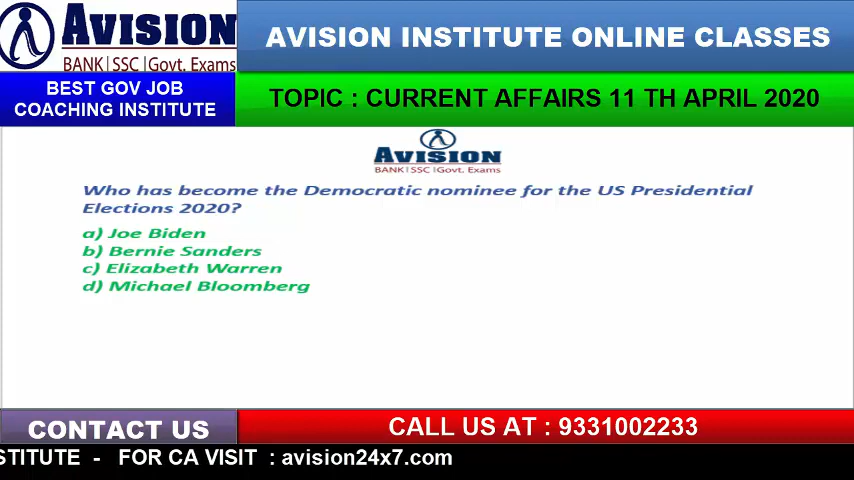 AVISION
BANK|SSC|Govt. Exams
AVISION INSTITUTE ONLINE CLASSES
BEST GOV JOB
COACHING INSTITUTE
TOPIC : CURRENT AFFAIRS 11 TH APRIL 2020
AVISION
BANK|SSC|Govt. Exams
Who has become the Democratic nominee for the US Presidential
Elections 2020?
a) Joe Biden
b) Bernie Sanders
c) Elizabeth Warren
d) Michael Bloomberg
CONTACT US
CALL US AT : 9331002233
STITUTE - FOR CA VISIT : avision24x7.com